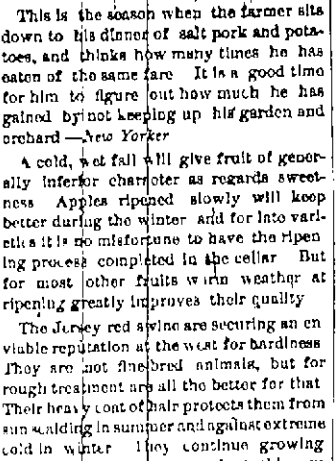 This is the season when the farmer sits
down to his dinner of salt pork and pota-
toes, and thinks how many times he has
eaten of the same fare It is a good time
for him to figure out how much he has
gained by not keeping up his garden and
orchard —New Yorker
A cold, wet fall will give fruit of gener-
ally inferior character as regards sweet-
ness Apples ripened slowly will keep
better during the winter and for late vari-
eties it is no misfortune to have the ripen
ing process completed in the cellar But
for most other fruits warm weather at
ripening greatly improves their quality
The Jersey red swine are securing an en
viable reputation at the west for hardiness
They are not fine bred animals, but for
rough treatment are all the better for that
Their heavy coat of hair protects them from
sun scalding in summer and against extreme
cold in winter They continue growing